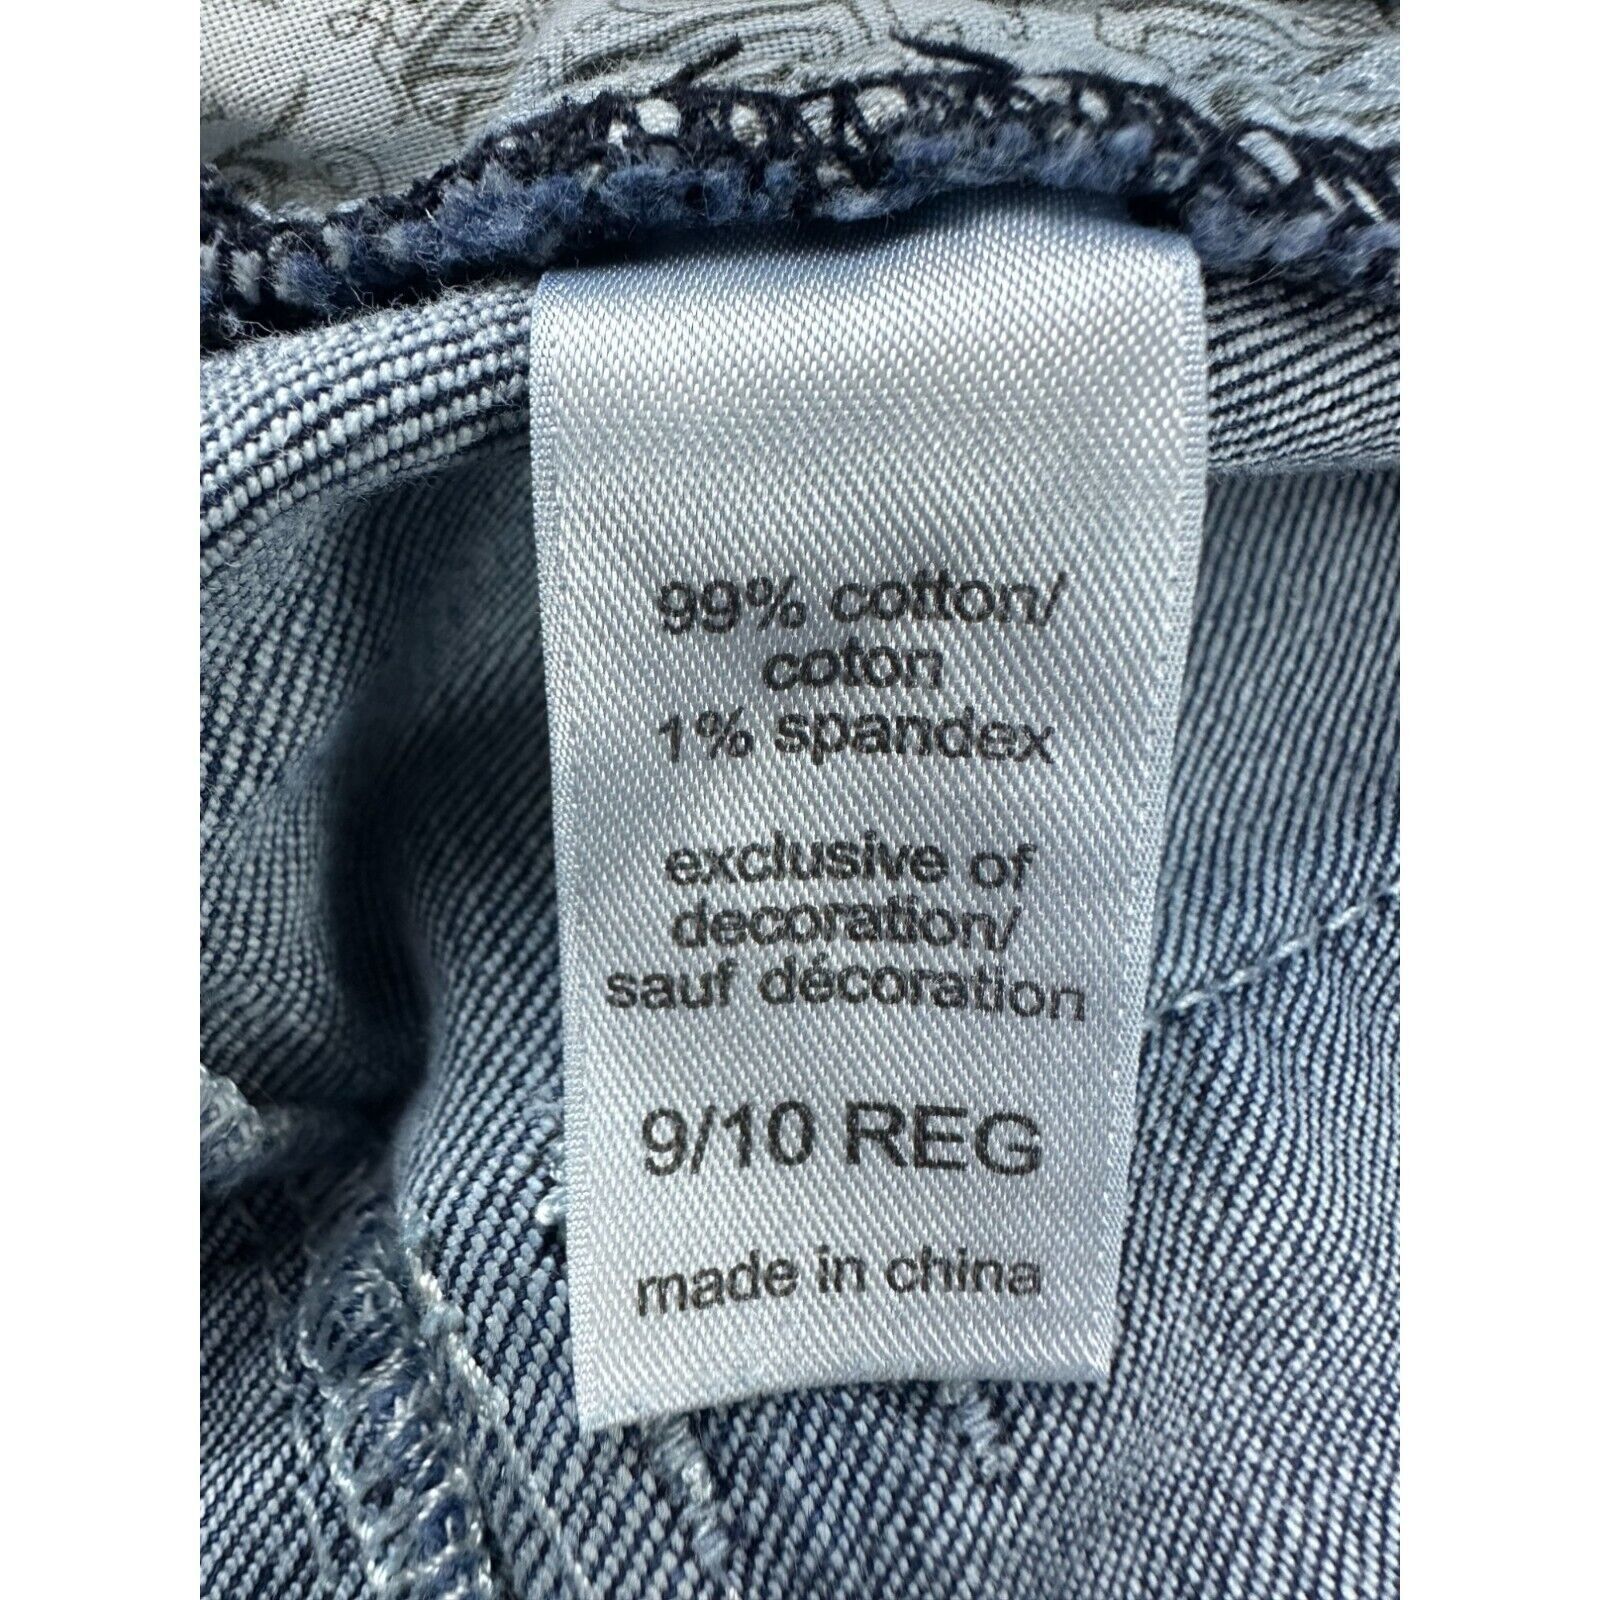 99% cotton/
coton
1% spandex
exclusive of
decoration/
sauf décoration
9/10 REG
made in china